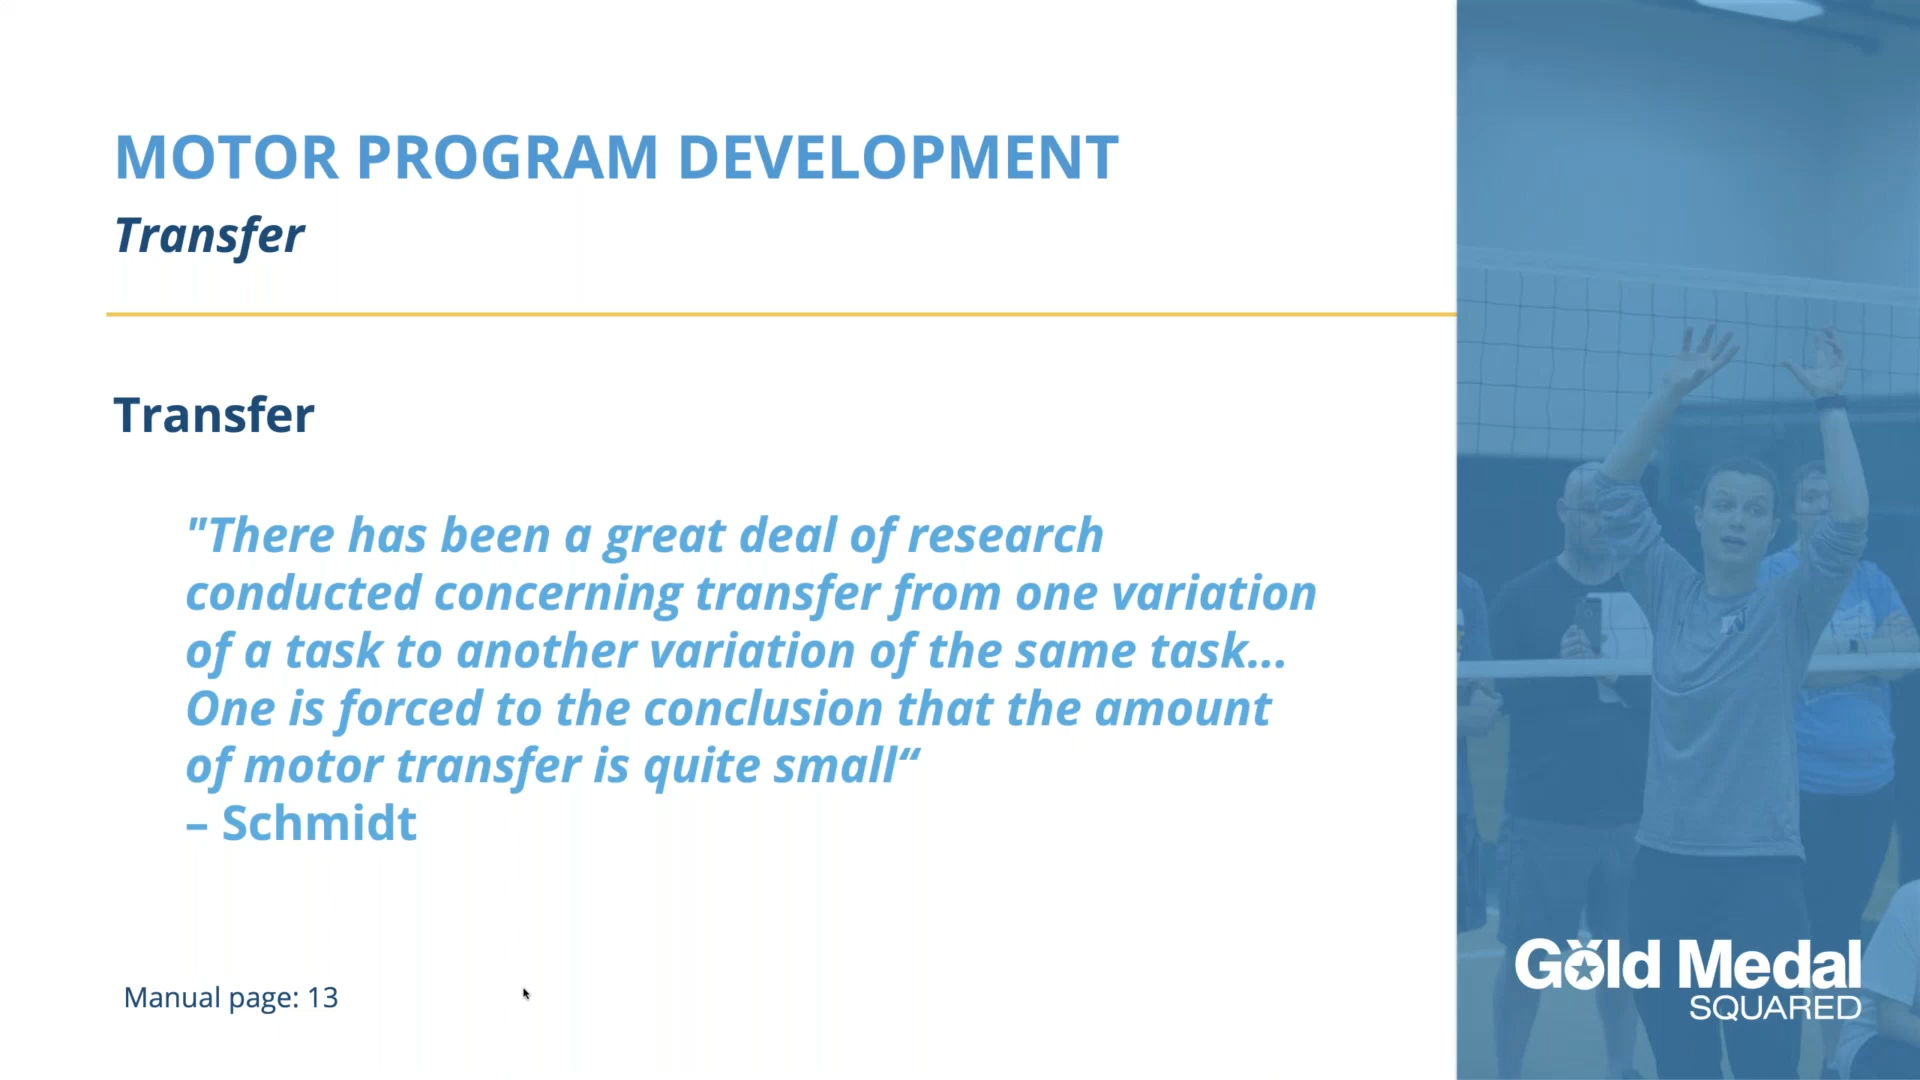 MOTOR PROGRAM DEVELOPMENT
Transfer
Transfer
"There has been a great deal of research
conducted concerning transfer from one variation
of a task to another variation of the same task...
One is forced to the conclusion that the amount
of motor transfer is quite small“
– Schmidt
Manual page: 13
Gold Medal
SQUARED